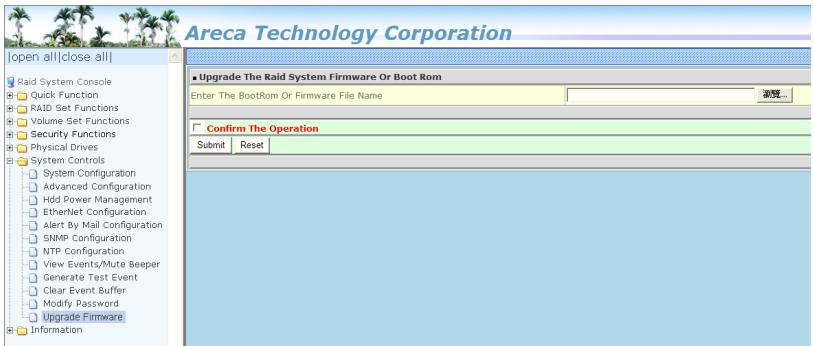 Areca Technology Corporation
|open all|close all|
Raid System Console
Quick Function
RAID Set Functions
Volume Set Functions
Security Functions
Physical Drives
System Controls
System Configuration
Advanced Configuration
Hdd Power Management
EtherNet Configuration
Alert By Mail Configuration
SNMP Configuration
NTP Configuration
View Events/Mute Beeper
Generate Test Event
Clear Event Buffer
Modify Password
Upgrade Firmware
Information
Upgrade The Raid System Firmware Or Boot Rom
Enter The BootRom Or Firmware File Name
瀏覽...
Confirm The Operation
Submit Reset